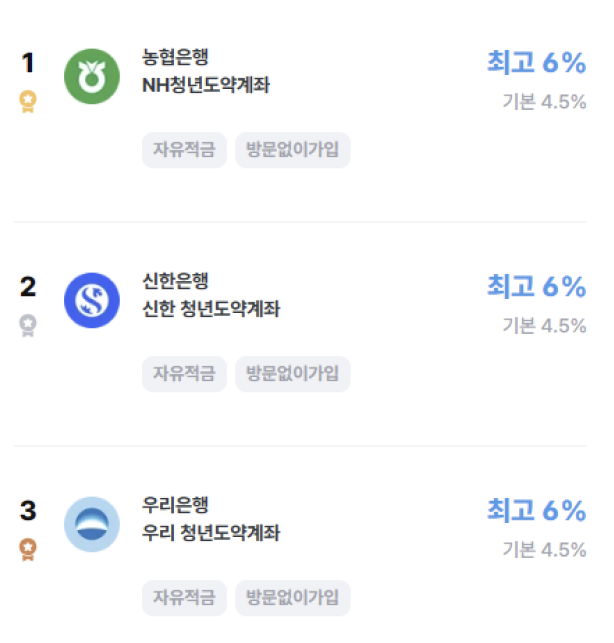 1
농협은행
NH청년도약계좌
최고 6%
기본 4.5%
자유적금 방문없이가입
2
신한은행
신한 청년도약계좌
최고 6%
기본 4.5%
자유적금 방문없이가입
3
우리은행
우리 청년도약계좌
최고 6%
기본 4.5%
자유적금 방문없이가입